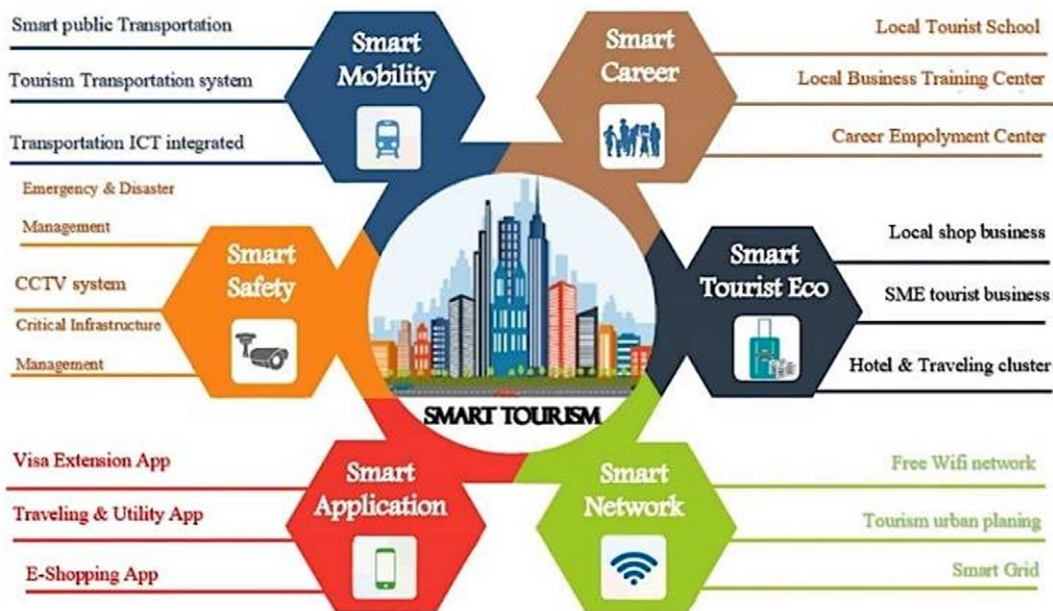 Smart public Transportation
Tourism Transportation system
Transportation ICT integrated
Smart
Mobility
Smart
Career
Local Tourist School
Local Business Training Center
Career Empolyment Center
Emergency & Disaster
Management
CCTV system
Critical Infrastructure
Management
Smart
Safety
Smart
Tourist Eco
Local shop business
SME tourist business
Hotel & Traveling cluster
SMART TOURISM
Visa Extension App
Traveling & Utility App
E-Shopping App
Smart
Application
Smart
Network
Free Wifi network
Tourism urban planing
Smart Grid